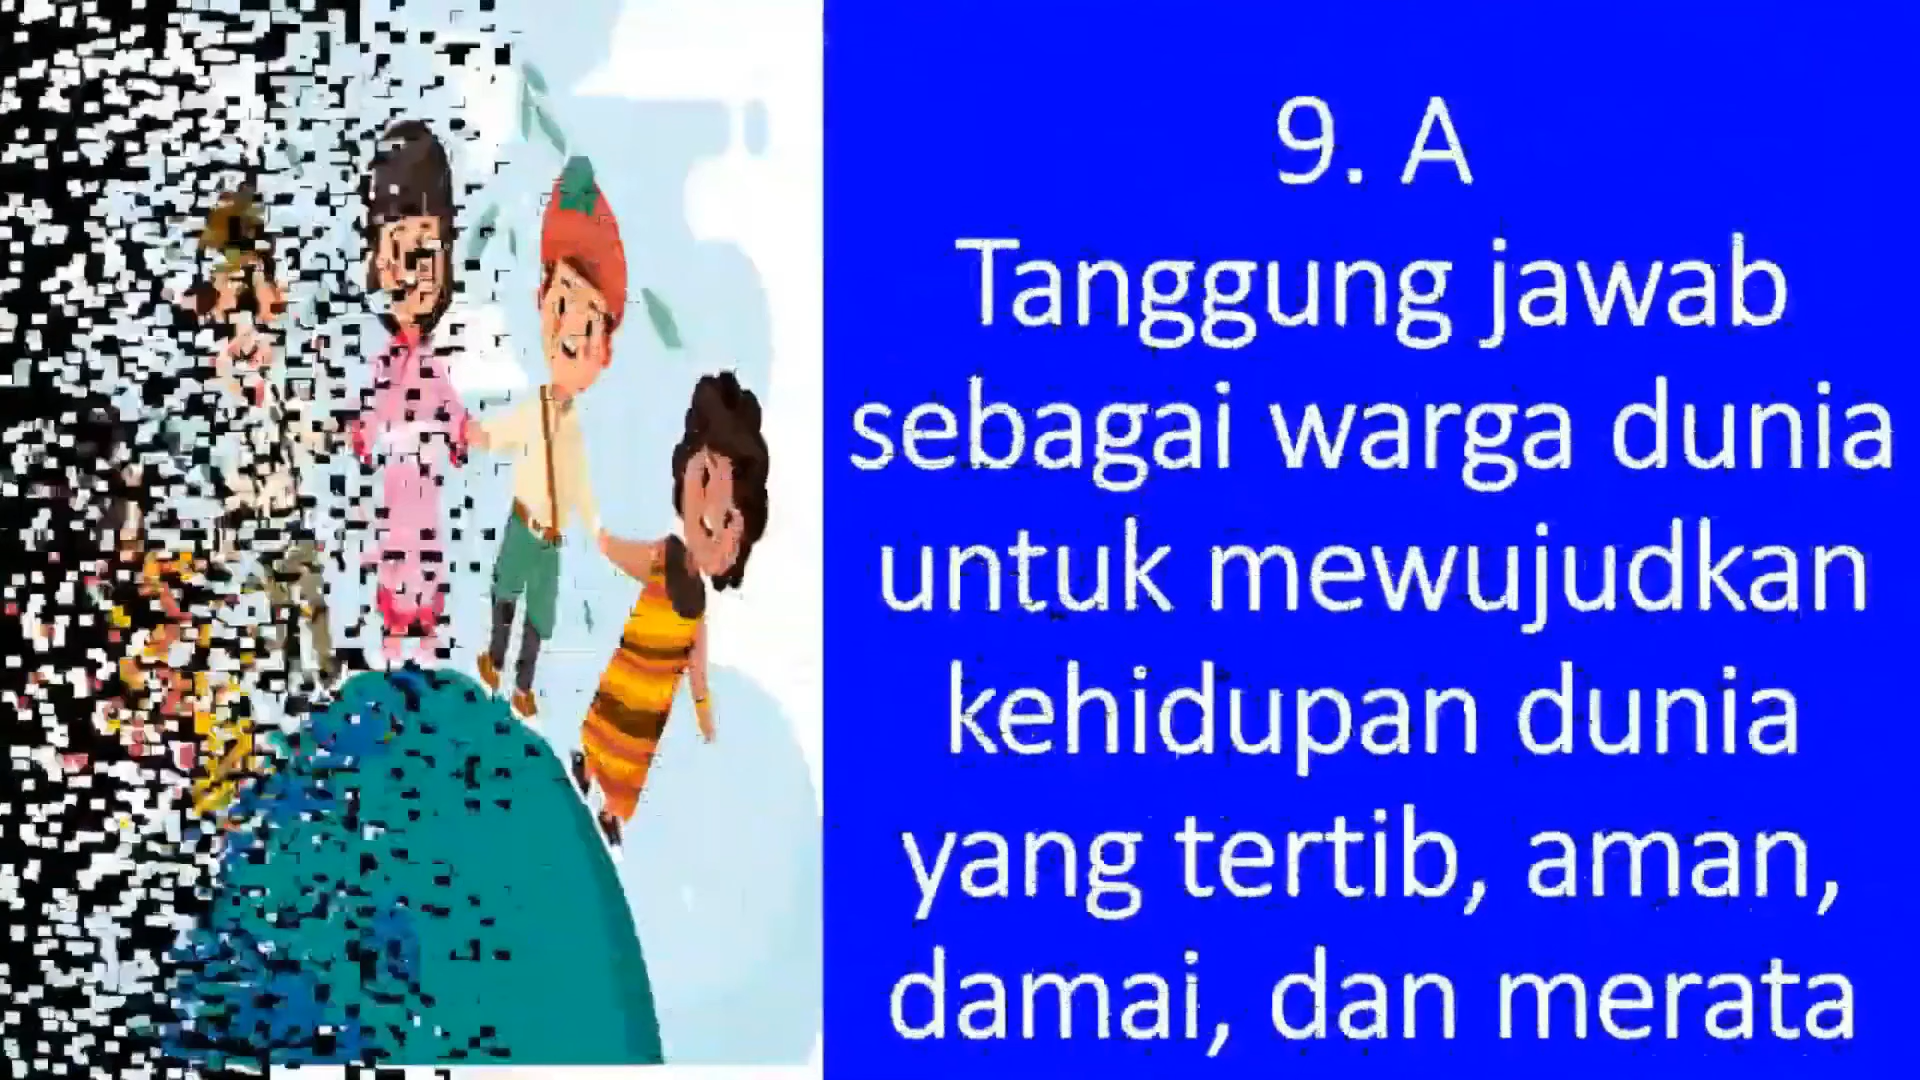 9. A
Tanggung jawab
sebagai warga dunia
untuk mewujudkan
kehidupan dunia
yang tertib, aman,
damai, dan merata